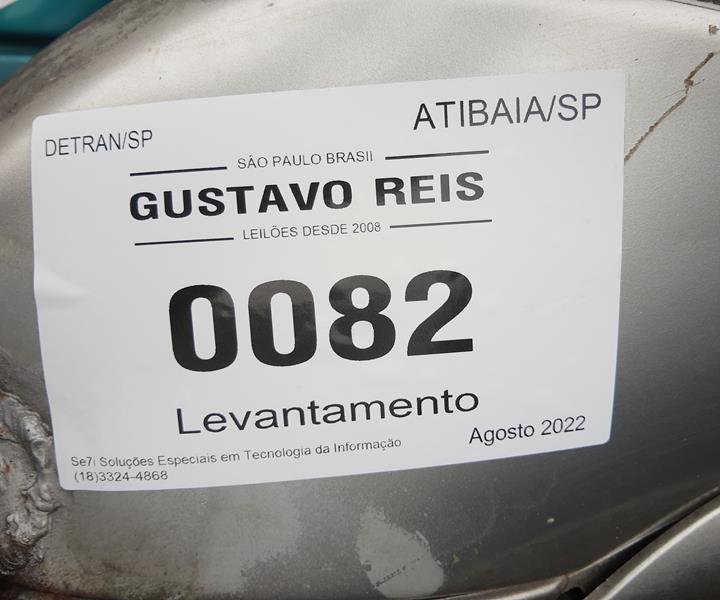 DETRAN/SP
ATIBAIA/SP
SÃO PAULO BRASIL
GUSTAVO REIS
LEILÕES DESDE 2008
0082
Levantamento
Agosto 2022
Se7i Soluções Especiais em Tecnologia da Informação
(18)3324-4868